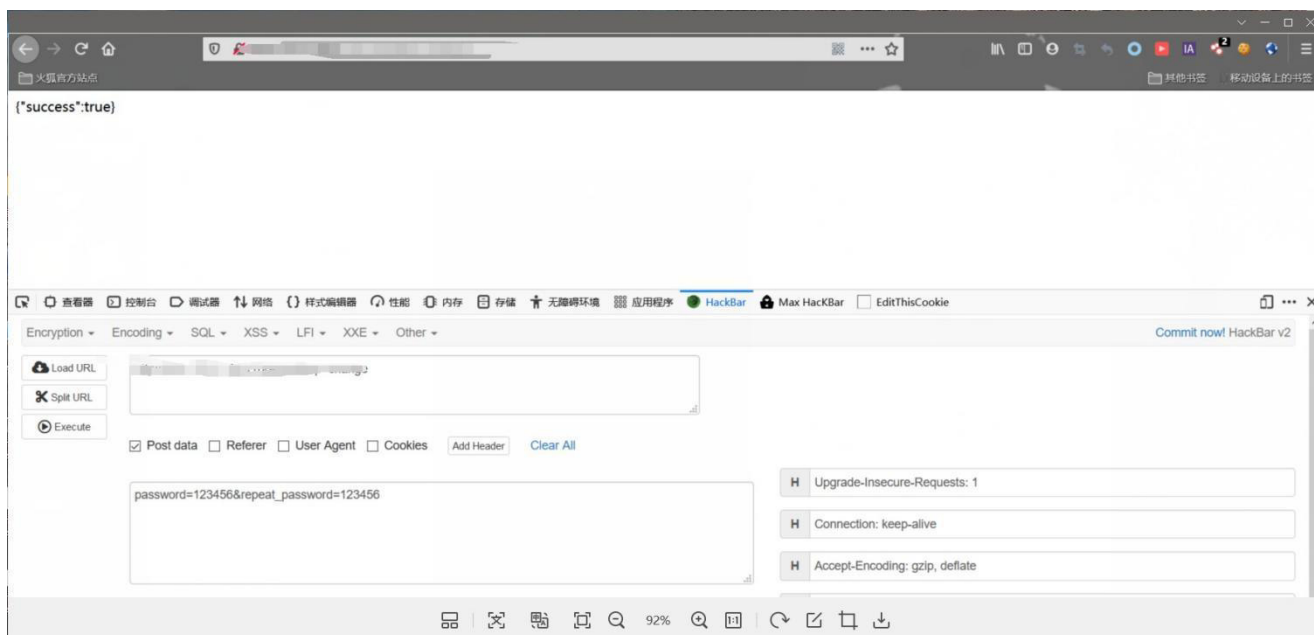 2
火狐官方站点
其他书签 移动设备上的书签
{"success":true}
查看器 控制台 调试器 网络 {} 样式编辑器 性能 内存 存储 无障碍环境 应用程序 HackBar Max HacKBar EditThisCookie
Encryption Encoding SQL XSS LFI XXE Other Commit now! HackBar v2
Load URL
Split URL
Execute
Post data Referer User Agent Cookies Add Header Clear All
password=123456&repeat_password=123456
H Upgrade-Insecure-Requests: 1
H Connection: keep-alive
H Accept-Encoding: gzip, deflate
92% 1:1